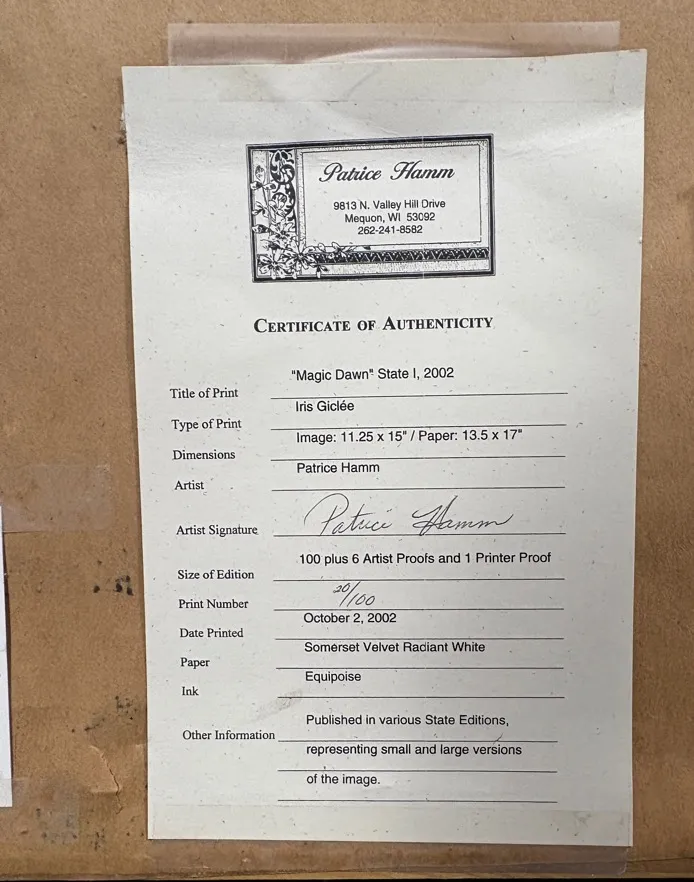 Patrice Hamm
9813 N. Valley Hill Drive
Mequon, WI 53092
262-241-8582
CERTIFICATE OF AUTHENTICITY
Title of Print "Magic Dawn" State I, 2002
Type of Print Iris Giclée
Dimensions Image: 11.25 x 15" / Paper: 13.5 x 17"
Artist Patrice Hamm
Artist Signature Patrice Hamm
Size of Edition 100 plus 6 Artist Proofs and 1 Printer Proof
Print Number 20/100
Date Printed October 2, 2002
Paper Somerset Velvet Radiant White
Ink Equipoise
Other Information Published in various State Editions,
representing small and large versions
of the image.